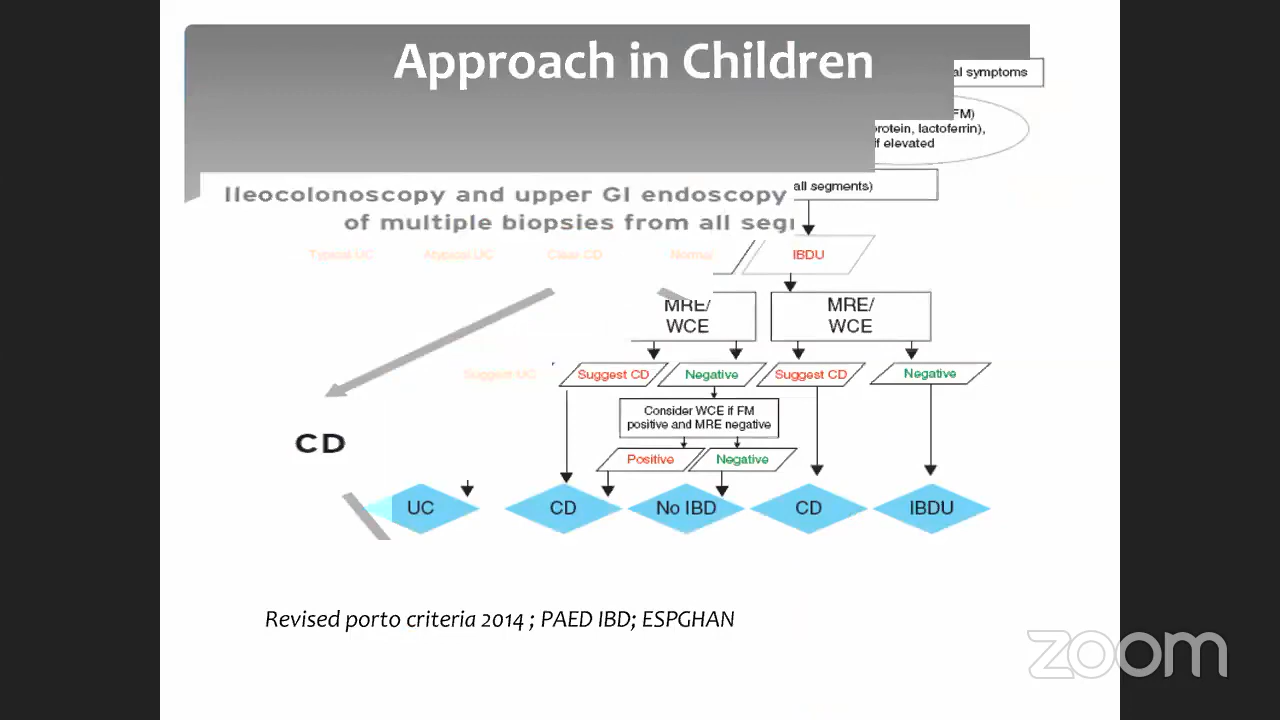 Approach in Children
al symptoms
FM)
protein, lactoferrin),
if elevated
all segments)
Ileocolonoscopy and upper GI endoscopy
of multiple biopsies from all
Typical UC
Atypical UC
Clear CD
Normal
IBDU
MRE/
WCE
MRE/
WCE
Suggest UC
Suggest CD
Negative
Suggest CD
Negative
Consider WCE if FM
positive and MRE negative
CD
Positive
Negative
UC
CD
No IBD
CD
IBDU
Revised porto criteria 2014 ; PAED IBD; ESPGHAN
zoom